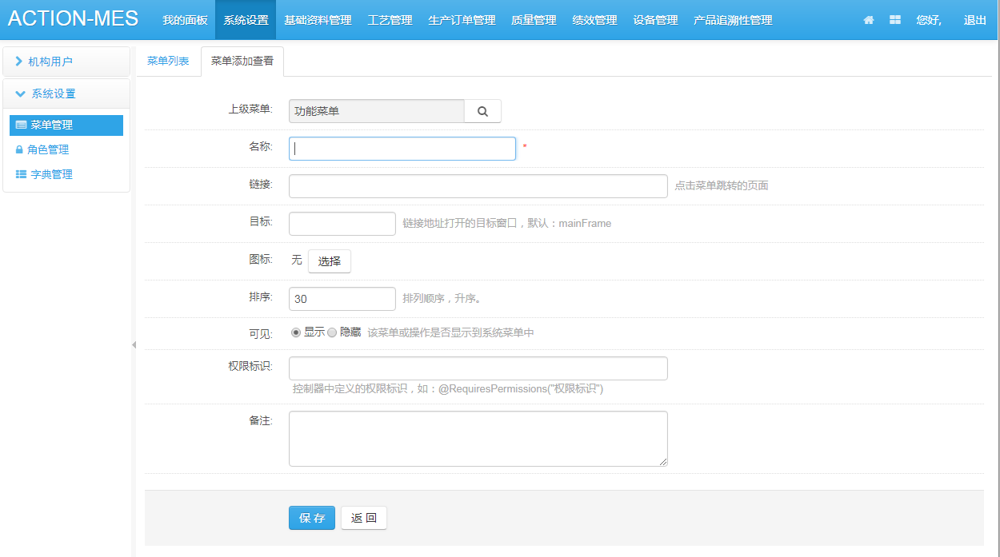 ACTION-MES 我的面板 系统设置 基础资料管理 工艺管理 生产订单管理 质量管理 绩效管理 设备管理 产品追溯性管理 您好, 退出
机构用户
系统设置
菜单管理
角色管理
字典管理
菜单列表 菜单添加查看
上级菜单: 功能菜单
名称: *
链接: 点击菜单跳转的页面
目标: 链接地址打开的目标窗口，默认：mainFrame
图标: 无 选择
排序: 30 排列顺序，升序。
可见: 显示 隐藏 该菜单或操作是否显示到系统菜单中
权限标识:
控制器中定义的权限标识，如：@RequiresPermissions("权限标识")
备注:
保 存 返 回